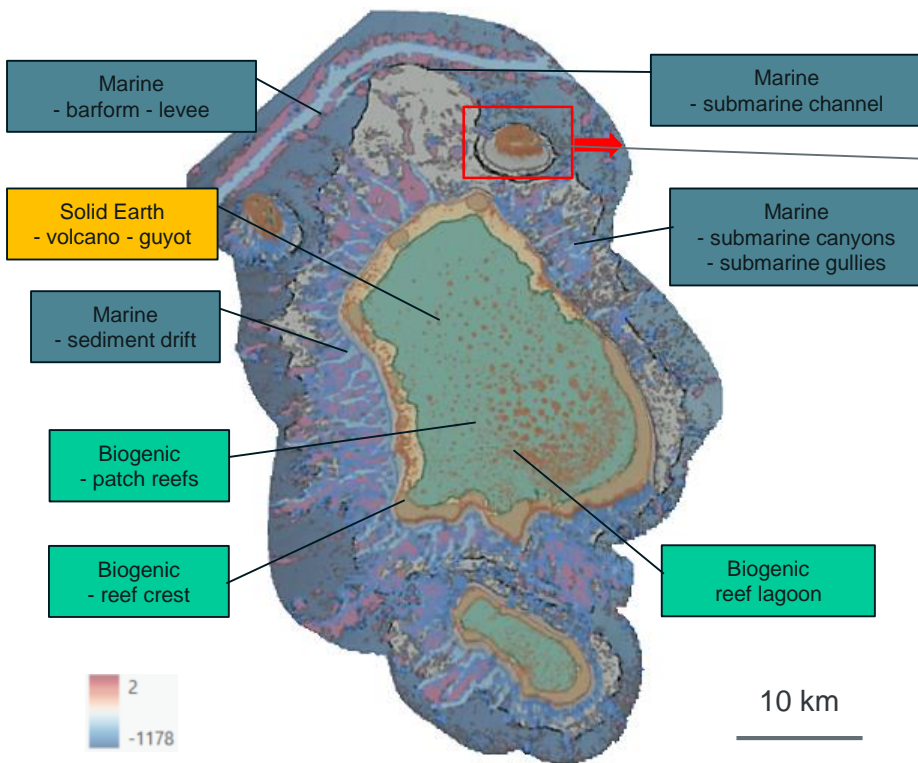 Marine
- barform - levee
Marine
- submarine channel
Solid Earth
- volcano - guyot
Marine
- submarine canyons
- submarine gullies
Marine
- sediment drift
Biogenic
- patch reefs
Biogenic
- reef crest
Biogenic
reef lagoon
2
-1178
10 km